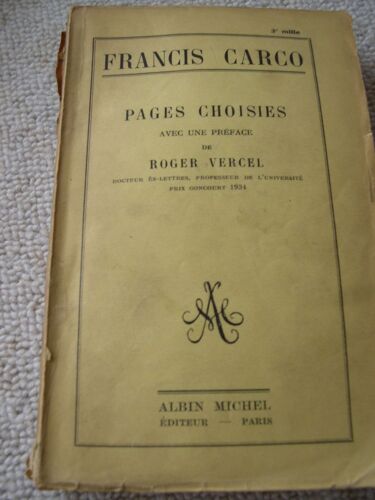 3e mille
FRANCIS CARCO
PAGES CHOISIES
AVEC UNE PRÉFACE
DE
ROGER VERCEL
DOCTEUR ÈS-LETTRES, PROFESSEUR DE L'UNIVERSITÉ
PRIX GONCOURT 1934
AM
ALBIN MICHEL
ÉDITEUR — PARIS